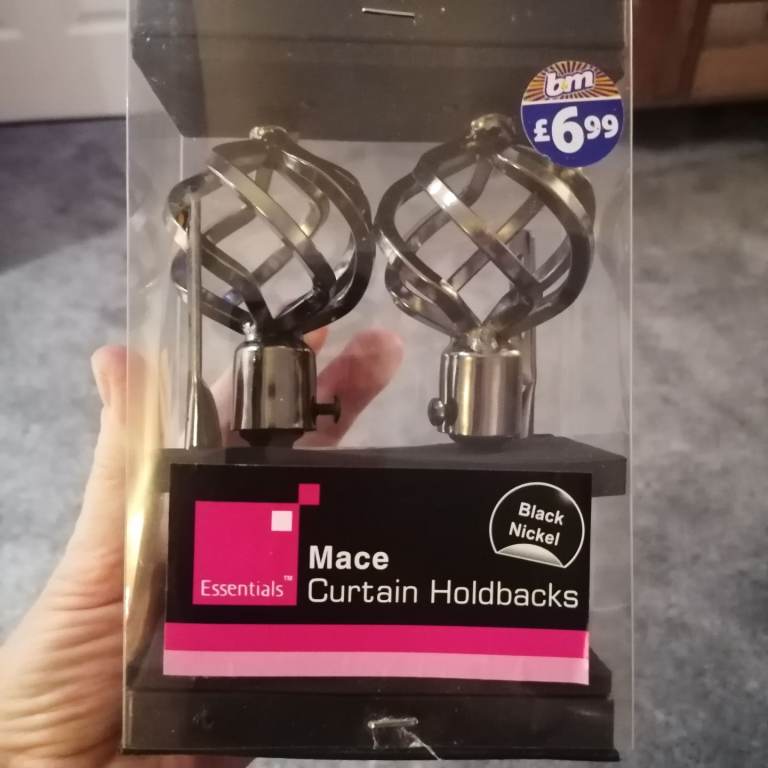 b&m
£6.99
Black
Nickel
Mace
Essentials™
Curtain Holdbacks